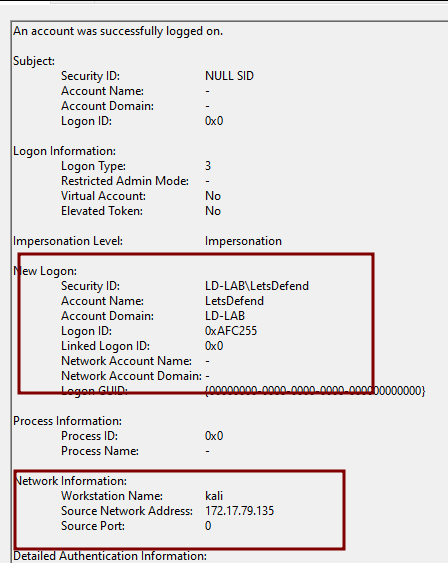 An account was successfully logged on.
Subject:
Security ID: NULL SID
Account Name: -
Account Domain: -
Logon ID: 0x0
Logon Information:
Logon Type: 3
Restricted Admin Mode: -
Virtual Account: No
Elevated Token: No
Impersonation Level: Impersonation
New Logon:
Security ID: LD-LAB\LetsDefend
Account Name: LetsDefend
Account Domain: LD-LAB
Logon ID: 0xAFC255
Linked Logon ID: 0x0
Network Account Name: -
Network Account Domain: -
Logon GUID: {00000000-0000-0000-0000-000000000000}
Process Information:
Process ID: 0x0
Process Name: -
Network Information:
Workstation Name: kali
Source Network Address: 172.17.79.135
Source Port: 0
Detailed Authentication Information: